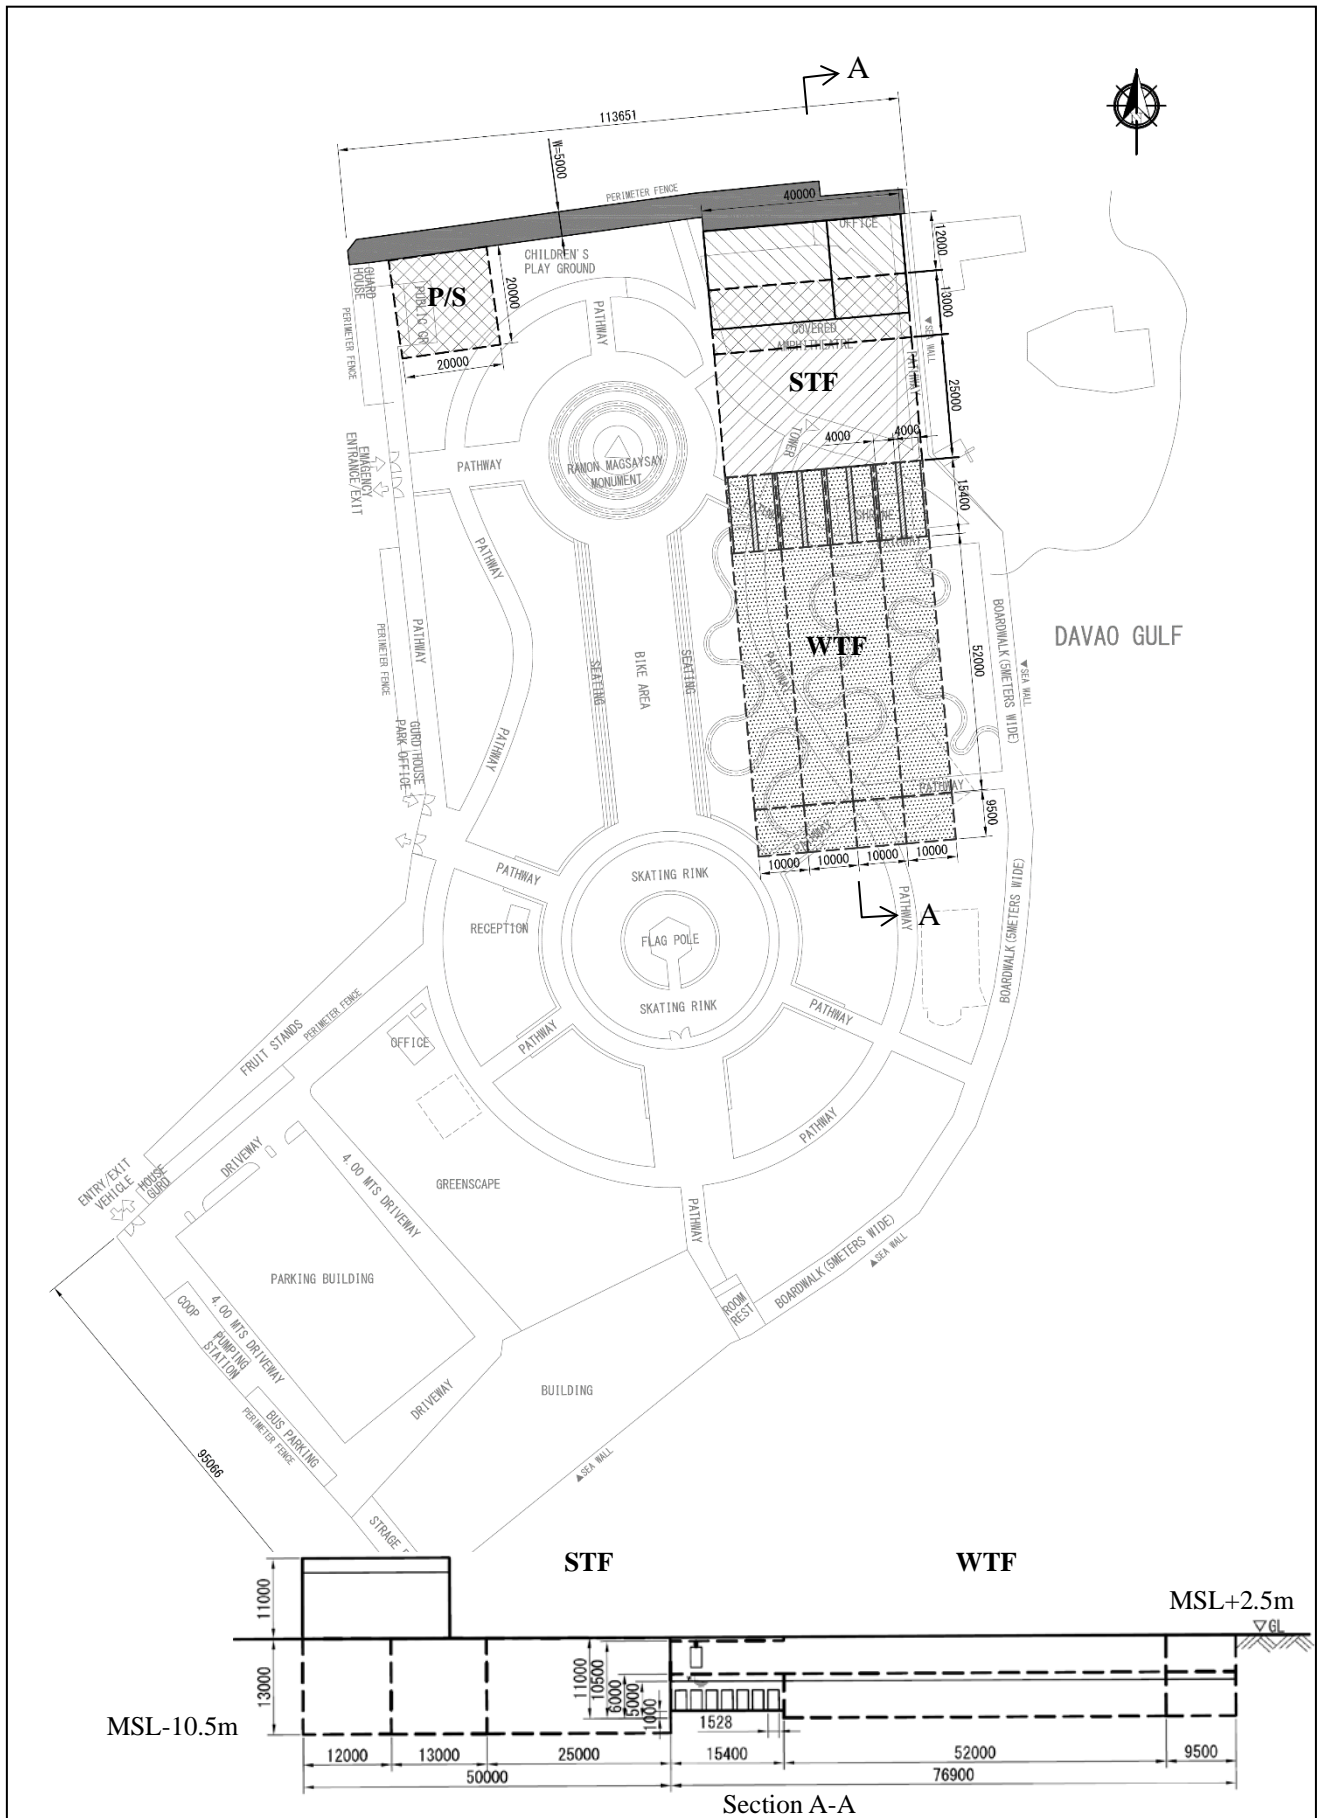 A
113651
W=5000
PERIMETER FENCE
40000
OFFICE
12000
CHILDREN'S
PLAY GROUND
GUARD
HOUSE
PUBLIC CR
P/S
20000
20000
13000
PERIMETER FENCE
PATHWAY
COVERED
AMPHITHEATRE
▼SEA WALL
PATHWAY
25000
STF
TOWER
4000
4000
EMAGENCY
ENTRANCE/EXIT
PATHWAY
RAMON MAGSAYSAY
MONUMENT
15400
PATHWAY
PATHWAY
PERIMETER FENCE
PATHWAY
SEATING
BIKE AREA
SEATING
PATHWAY
WTF
52000
BOARDWALK(5METERS WIDE)
▼SEA WALL
DAVAO GULF
GURD HOUSE
PARK OFFICE
PATHWAY
PATHWAY
9500
PATHWAY
10000
10000
10000
10000
PATHWAY
SKATING RINK
PATHWAY
A
RECEPTION
FLAG POLE
BOARDWALK(5METERS WIDE)
SKATING RINK
PATHWAY
FRUIT STANDS
PERIMETER FENCE
OFFICE
PATHWAY
PATHWAY
ENTRY/EXIT
VEHICLE
HOUSE
GURD
DRIVEWAY
4.00 MTS DRIVEWAY
GREENSCAPE
PATHWAY
BOARDWALK(5METERS WIDE)
▲SEA WALL
PARKING BUILDING
COOP
4.00 MTS DRIVEWAY
PUMPING
STATION
ROOM
REST
BUILDING
DRIVEWAY
BUS PARKING
PERIMETER FENCE
95066
▲SEA WALL
STRAGE
STF
WTF
MSL+2.5m
▽GL
11000
13000
11000
10500
6000
5000
1000
1528
MSL-10.5m
12000
13000
25000
15400
52000
9500
50000
76900
Section A-A